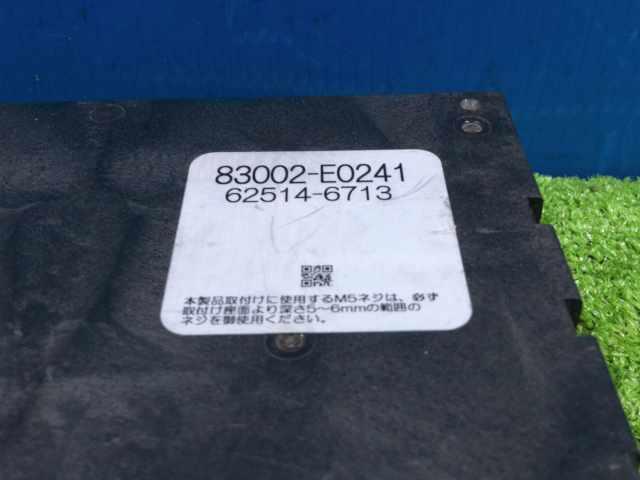 83002-E0241
62514-6713
本製品取付けに使用するM5ネジは、必ず
取付け座面より深さ5～6mmの範囲の
ネジを御使用ください。